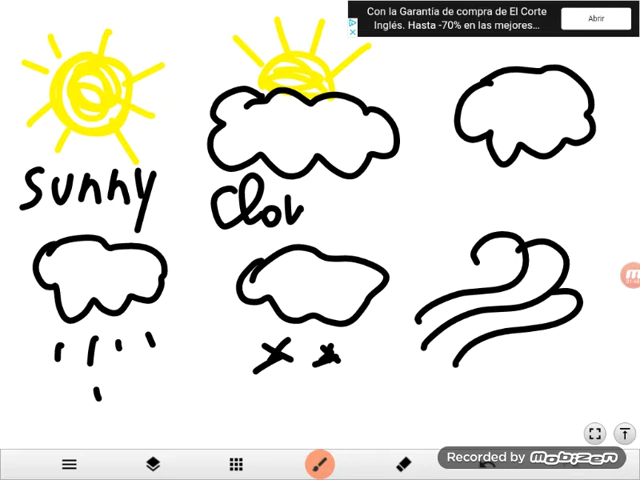 Con la Garantía de compra de El Corte
Inglés. Hasta -70% en las mejores...
Abrir
sunny
Clou
Recorded by Mobizen